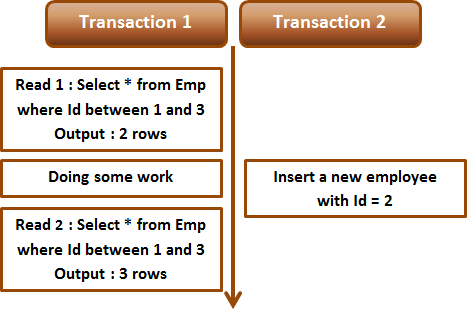 Transaction 1
Transaction 2
Read 1 : Select * from Emp
where Id between 1 and 3
Output : 2 rows
Doing some work
Insert a new employee
with Id = 2
Read 2 : Select * from Emp
where Id between 1 and 3
Output : 3 rows